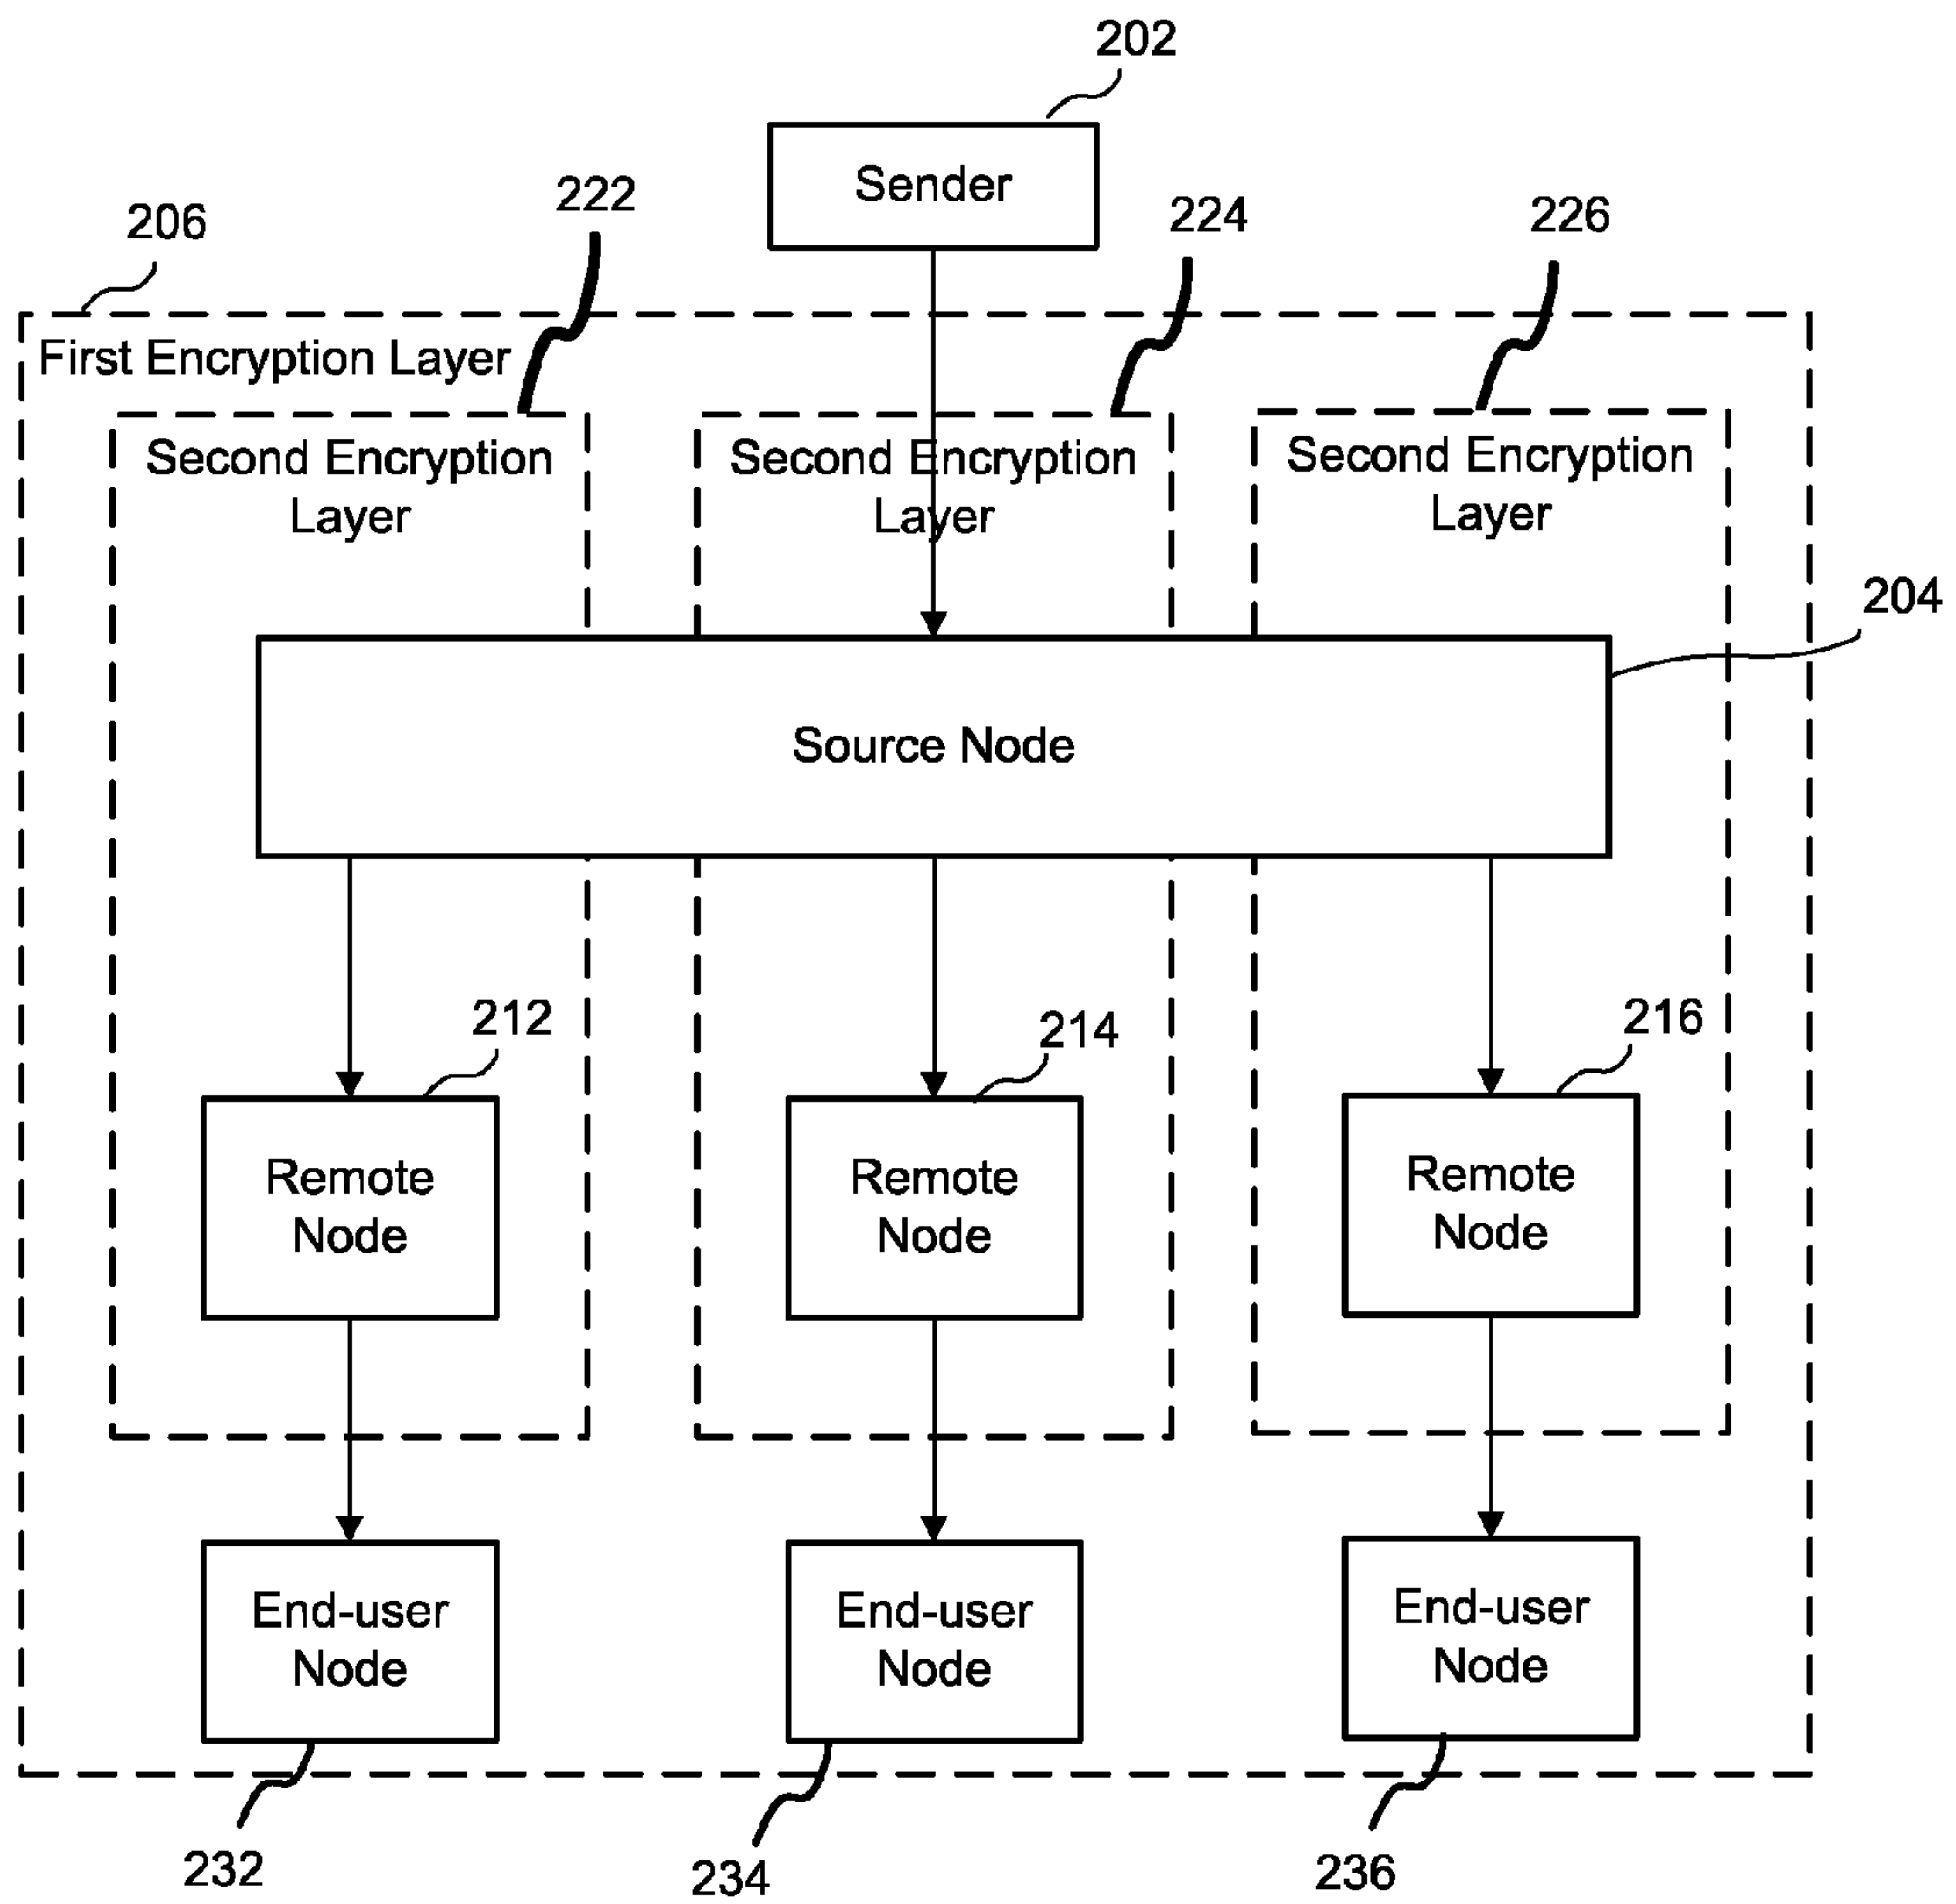 202
Sender
222
224
226
206
First Encryption Layer
Second Encryption
Layer
Second Encryption
Layer
Second Encryption
Layer
204
Source Node
212
214
216
Remote
Node
Remote
Node
Remote
Node
End-user
Node
End-user
Node
End-user
Node
232
234
236